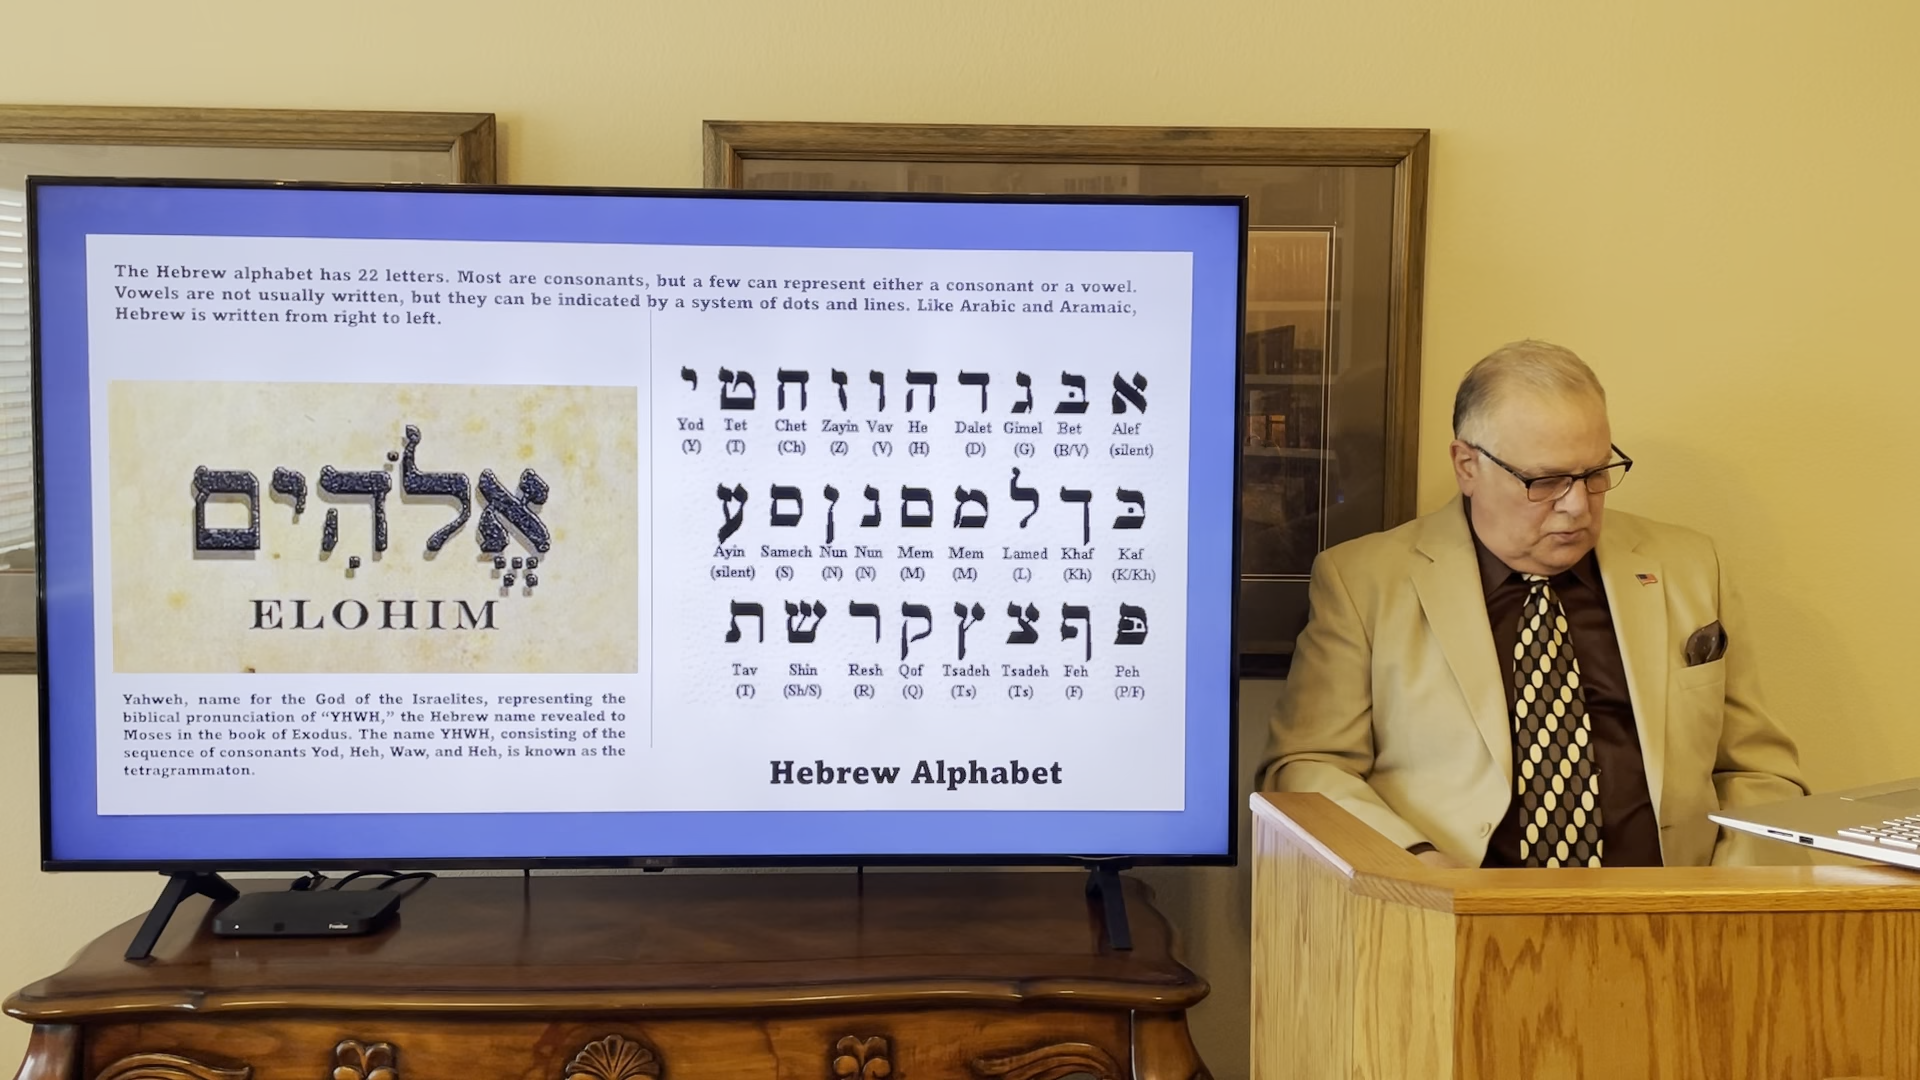 The Hebrew alphabet has 22 letters. Most are consonants, but a few can represent either a consonant or a vowel.
Vowels are not usually written, but they can be indicated by a system of dots and lines. Like Arabic and Aramaic,
Hebrew is written from right to left.
אֱלֹהִים
ELOHIM
Yahweh, name for the God of the Israelites, representing the
biblical pronunciation of “YHWH,” the Hebrew name revealed to
Moses in the book of Exodus. The name YHWH, consisting of the
sequence of consonants Yod, Heh, Waw, and Heh, is known as the
tetragrammaton.
א בּ ג ד ה ו ז ח ט י
Yod Tet Chet Zayin Vav He Dalet Gimel Bet Alef
(Y) (T) (Ch) (Z) (V) (H) (D) (G) (B/V) (silent)
כּ ך ל מ ם נ ן ס ע
Ayin Samech Nun Nun Mem Mem Lamed Khaf Kaf
(silent) (S) (N) (N) (M) (M) (L) (Kh) (K/Kh)
פּ ף צ ץ ק ר ש ת
Tav Shin Resh Qof Tsadeh Tsadeh Feh Peh
(T) (Sh/S) (R) (Q) (Ts) (Ts) (F) (P/F)
Hebrew Alphabet
LG
Frontier